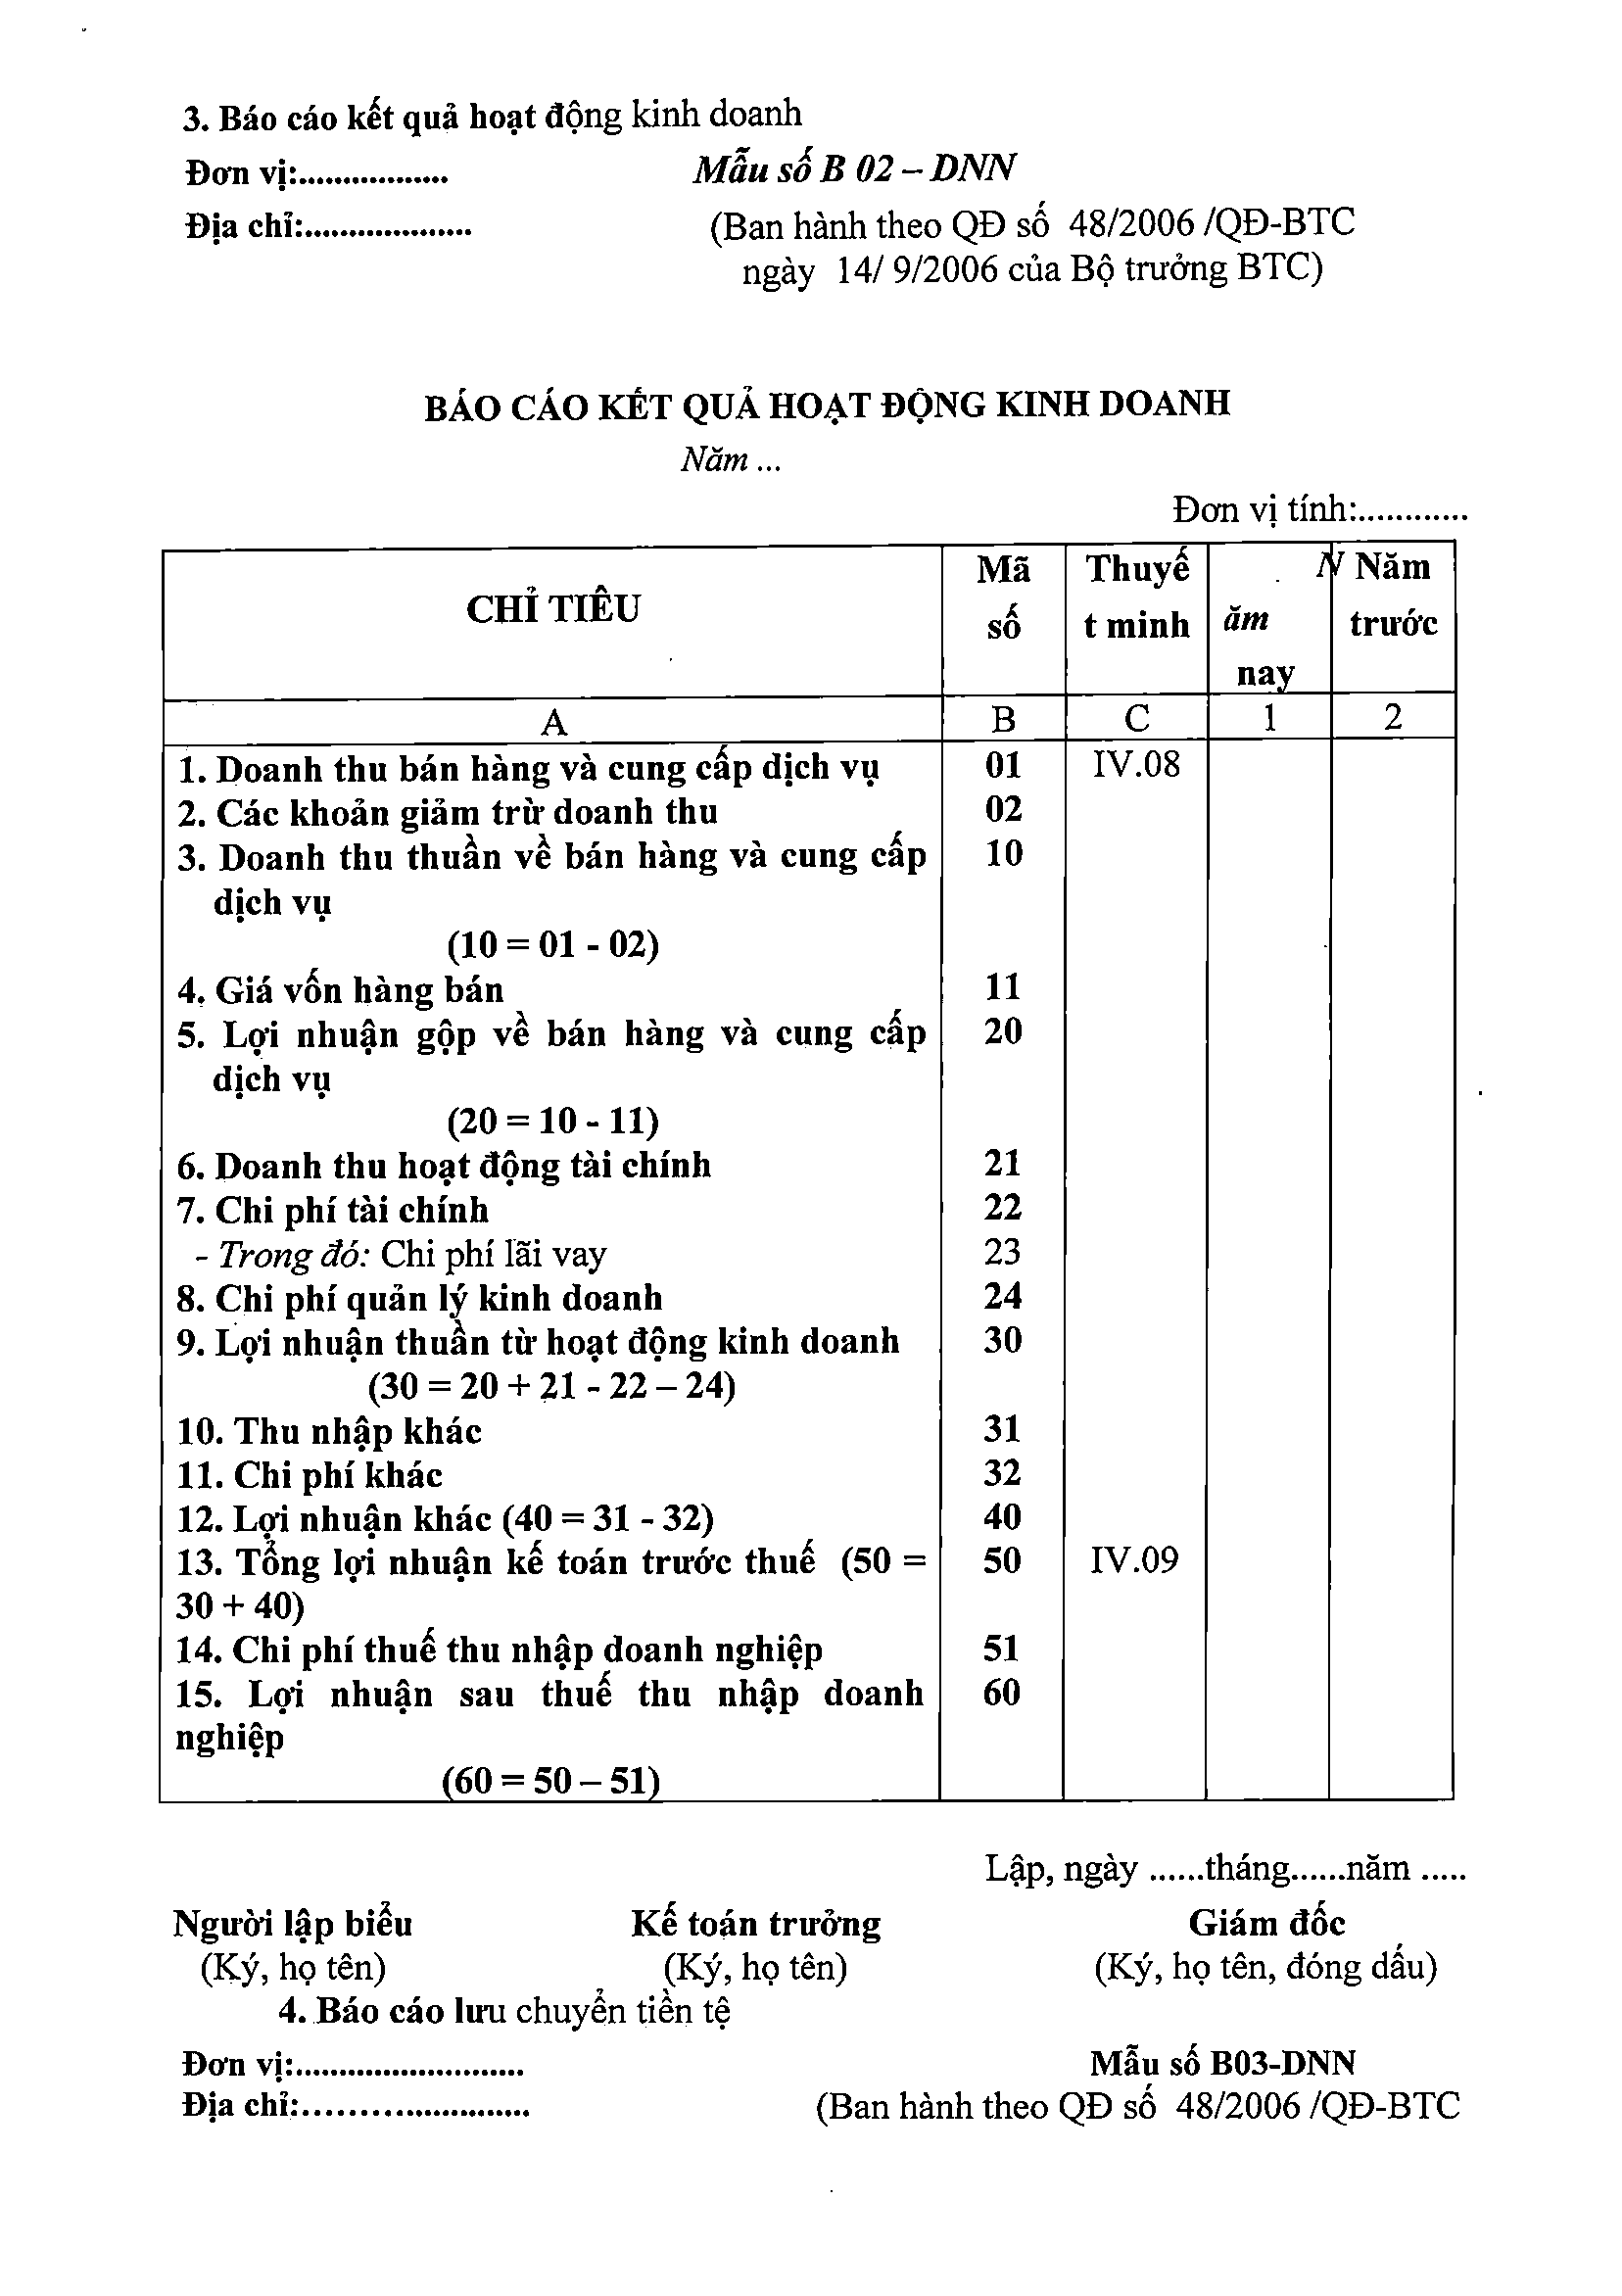 3. Báo cáo kết quả hoạt động kinh doanh
Đơn vị:................. Mẫu số B 02 – DNN
Địa chỉ:................... (Ban hành theo QĐ số 48/2006 /QĐ-BTC
ngày 14/ 9/2006 của Bộ trưởng BTC)
BÁO CÁO KẾT QUẢ HOẠT ĐỘNG KINH DOANH
Năm ...
Đơn vị tính:............
CHỈ TIÊU Mã số Thuyế t minh N ăm nay Năm trước
A B C 1 2
1. Doanh thu bán hàng và cung cấp dịch vụ 01 IV.08
2. Các khoản giảm trừ doanh thu 02
3. Doanh thu thuần về bán hàng và cung cấp 10
dịch vụ
(10 = 01 - 02)
4. Giá vốn hàng bán 11
5. Lợi nhuận gộp về bán hàng và cung cấp 20
dịch vụ
(20 = 10 - 11)
6. Doanh thu hoạt động tài chính 21
7. Chi phí tài chính 22
- Trong đó: Chi phí lãi vay 23
8. Chi phí quản lý kinh doanh 24
9. Lợi nhuận thuần từ hoạt động kinh doanh 30
(30 = 20 + 21 - 22 – 24)
10. Thu nhập khác 31
11. Chi phí khác 32
12. Lợi nhuận khác (40 = 31 - 32) 40
13. Tổng lợi nhuận kế toán trước thuế (50 = 50 IV.09
30 + 40)
14. Chi phí thuế thu nhập doanh nghiệp 51
15. Lợi nhuận sau thuế thu nhập doanh 60
nghiệp
(60 = 50 – 51)
Lập, ngày ......tháng......năm .....
Người lập biểu Kế toán trưởng Giám đốc
(Ký, họ tên) (Ký, họ tên) (Ký, họ tên, đóng dấu)
4. Báo cáo lưu chuyển tiền tệ
Đơn vị:.......................... Mẫu số B03-DNN
Địa chỉ:.......................... (Ban hành theo QĐ số 48/2006 /QĐ-BTC